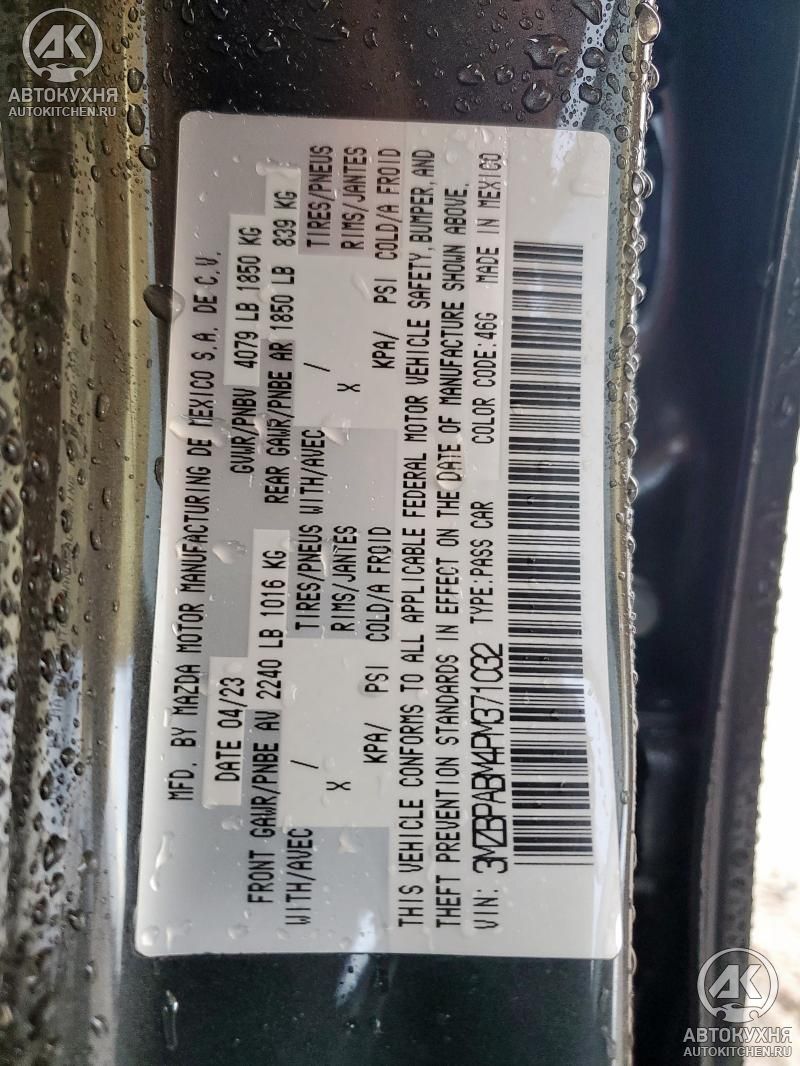 АК
АВТОКУХНЯ
AUTOKITCHEN.RU
MFD. BY MAZDA MOTOR MANUFACTURING DE MEXICO S.A. DE C.V.
DATE 04/23 GVWR/PNBV 4079 LB 1850 KG
FRONT GAWR/PNBE AV 2240 LB 1016 KG REAR GAWR/PNBE AR 1850 LB 839 KG
WITH/AVEC / TIRES/PNEUS WITH/AVEC / TIRES/PNEUS
X RIMS/JANTES X RIMS/JANTES
KPA/ PSI COLD/A FROID KPA/ PSI COLD/A FROID
THIS VEHICLE CONFORMS TO ALL APPLICABLE FEDERAL MOTOR VEHICLE SAFETY, BUMPER, AND
THEFT PREVENTION STANDARDS IN EFFECT ON THE DATE OF MANUFACTURE SHOWN ABOVE.
VIN: 3MZBPABM4PM371032 TYPE:PASS CAR COLOR CODE:46G MADE IN MEXICO
АК
АВТОКУХНЯ
AUTOKITCHEN.RU